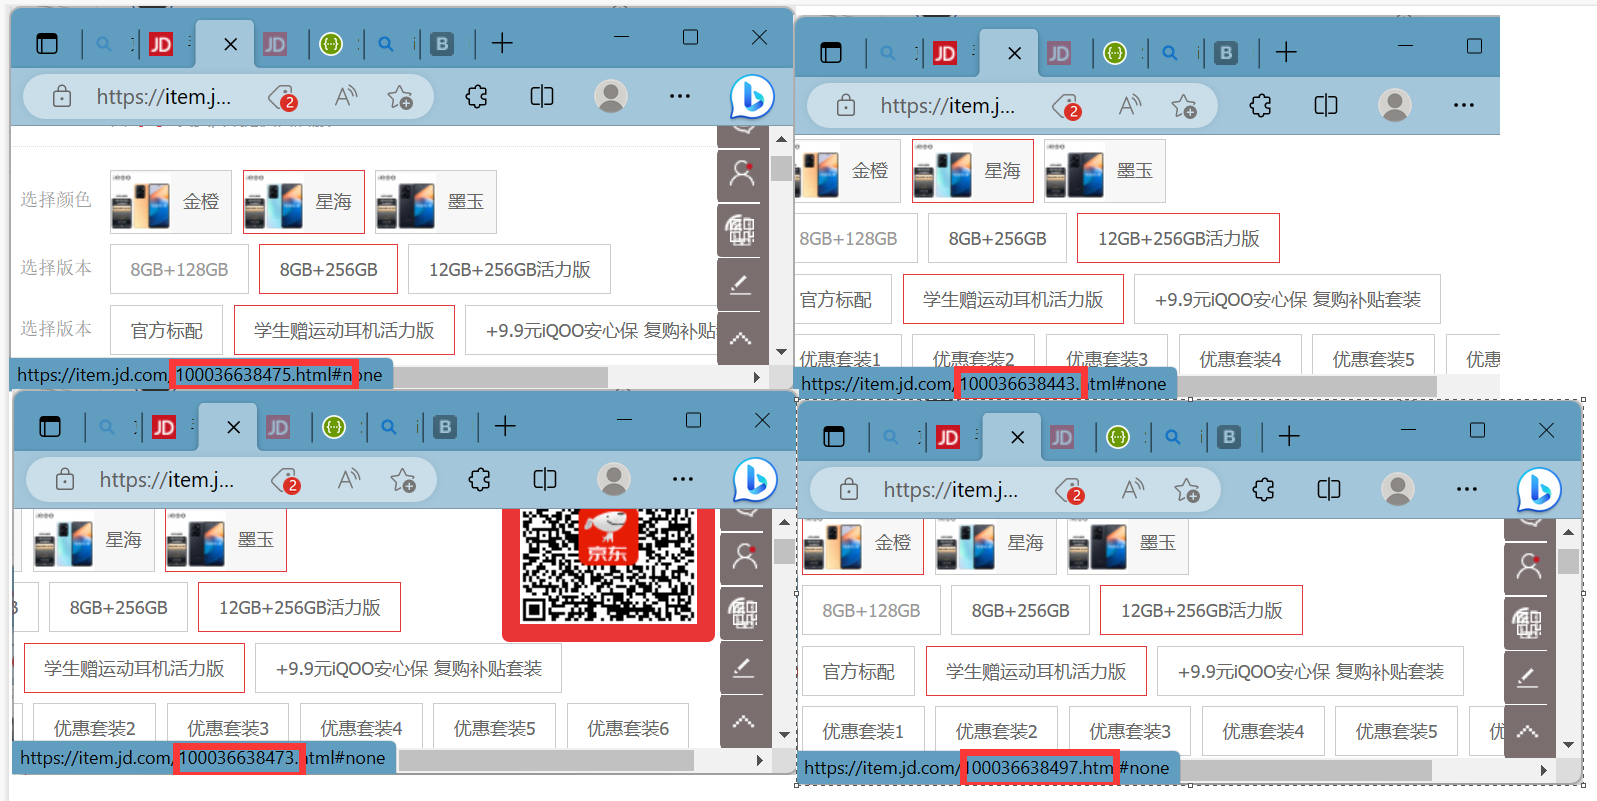 https://item.j...
2
选择颜色
金橙
星海
墨玉
选择版本
8GB+128GB
8GB+256GB
12GB+256GB活力版
选择版本
官方标配
学生赠运动耳机活力版
+9.9元iQOO安心保 复购补贴
https://item.jd.com/100036638475.html#none
https://item.j...
2
金橙
星海
墨玉
8GB+128GB
8GB+256GB
12GB+256GB活力版
官方标配
学生赠运动耳机活力版
+9.9元iQOO安心保 复购补贴套装
优惠套装1
优惠套装2
优惠套装3
优惠套装4
优惠套装5
优惠
https://item.jd.com/100036638443.html#none
https://item.j...
2
星海
墨玉
京东
8GB+256GB
12GB+256GB活力版
学生赠运动耳机活力版
+9.9元iQOO安心保 复购补贴套装
优惠套装2
优惠套装3
优惠套装4
优惠套装5
优惠套装6
https://item.jd.com/100036638473.html#none
https://item.j...
2
金橙
星海
墨玉
8GB+128GB
8GB+256GB
12GB+256GB活力版
官方标配
学生赠运动耳机活力版
+9.9元iQOO安心保 复购补贴套装
优惠套装1
优惠套装2
优惠套装3
优惠套装4
优惠套装5
优
https://item.jd.com/100036638497.html#none